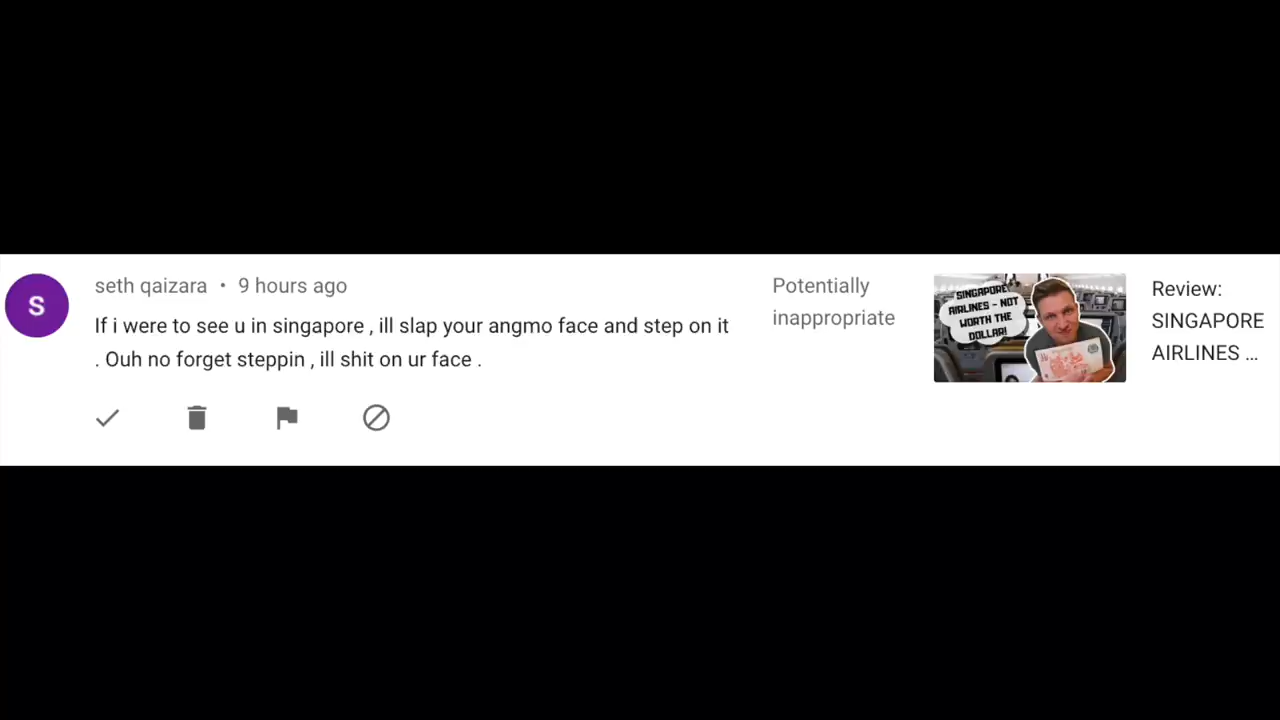 S
seth qaizara • 9 hours ago
If i were to see u in singapore , ill slap your angmo face and step on it
. Ouh no forget steppin , ill shit on ur face .
Potentially
inappropriate
SINGAPORE
AIRLINES - NOT
WORTH THE
DOLLAR!
Review:
SINGAPORE
AIRLINES ...